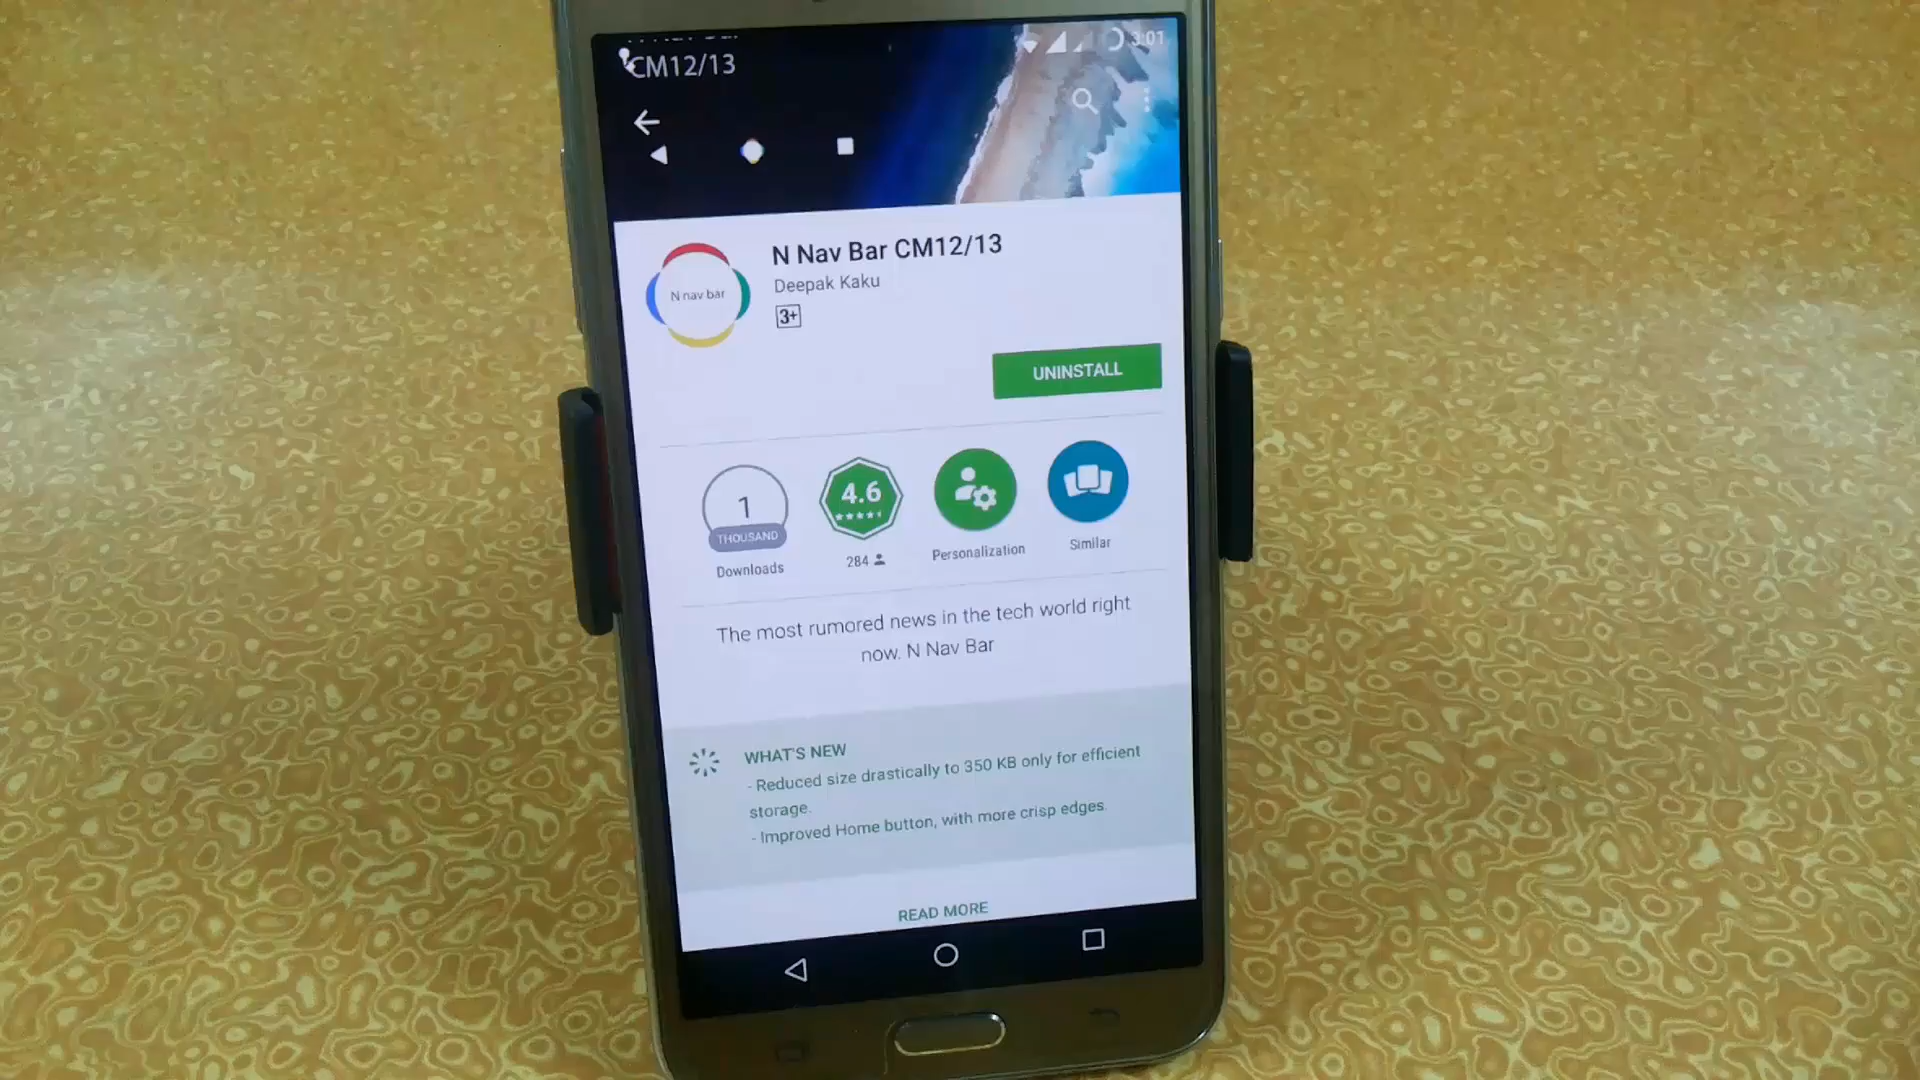 CM12/13
3:01
N nav bar
N Nav Bar CM12/13
Deepak Kaku
3+
UNINSTALL
1
THOUSAND
Downloads
4.6
284
Personalization
Similar
The most rumored news in the tech world right
now. N Nav Bar
WHAT'S NEW
- Reduced size drastically to 350 KB only for efficient
storage.
- Improved Home button, with more crisp edges.
READ MORE